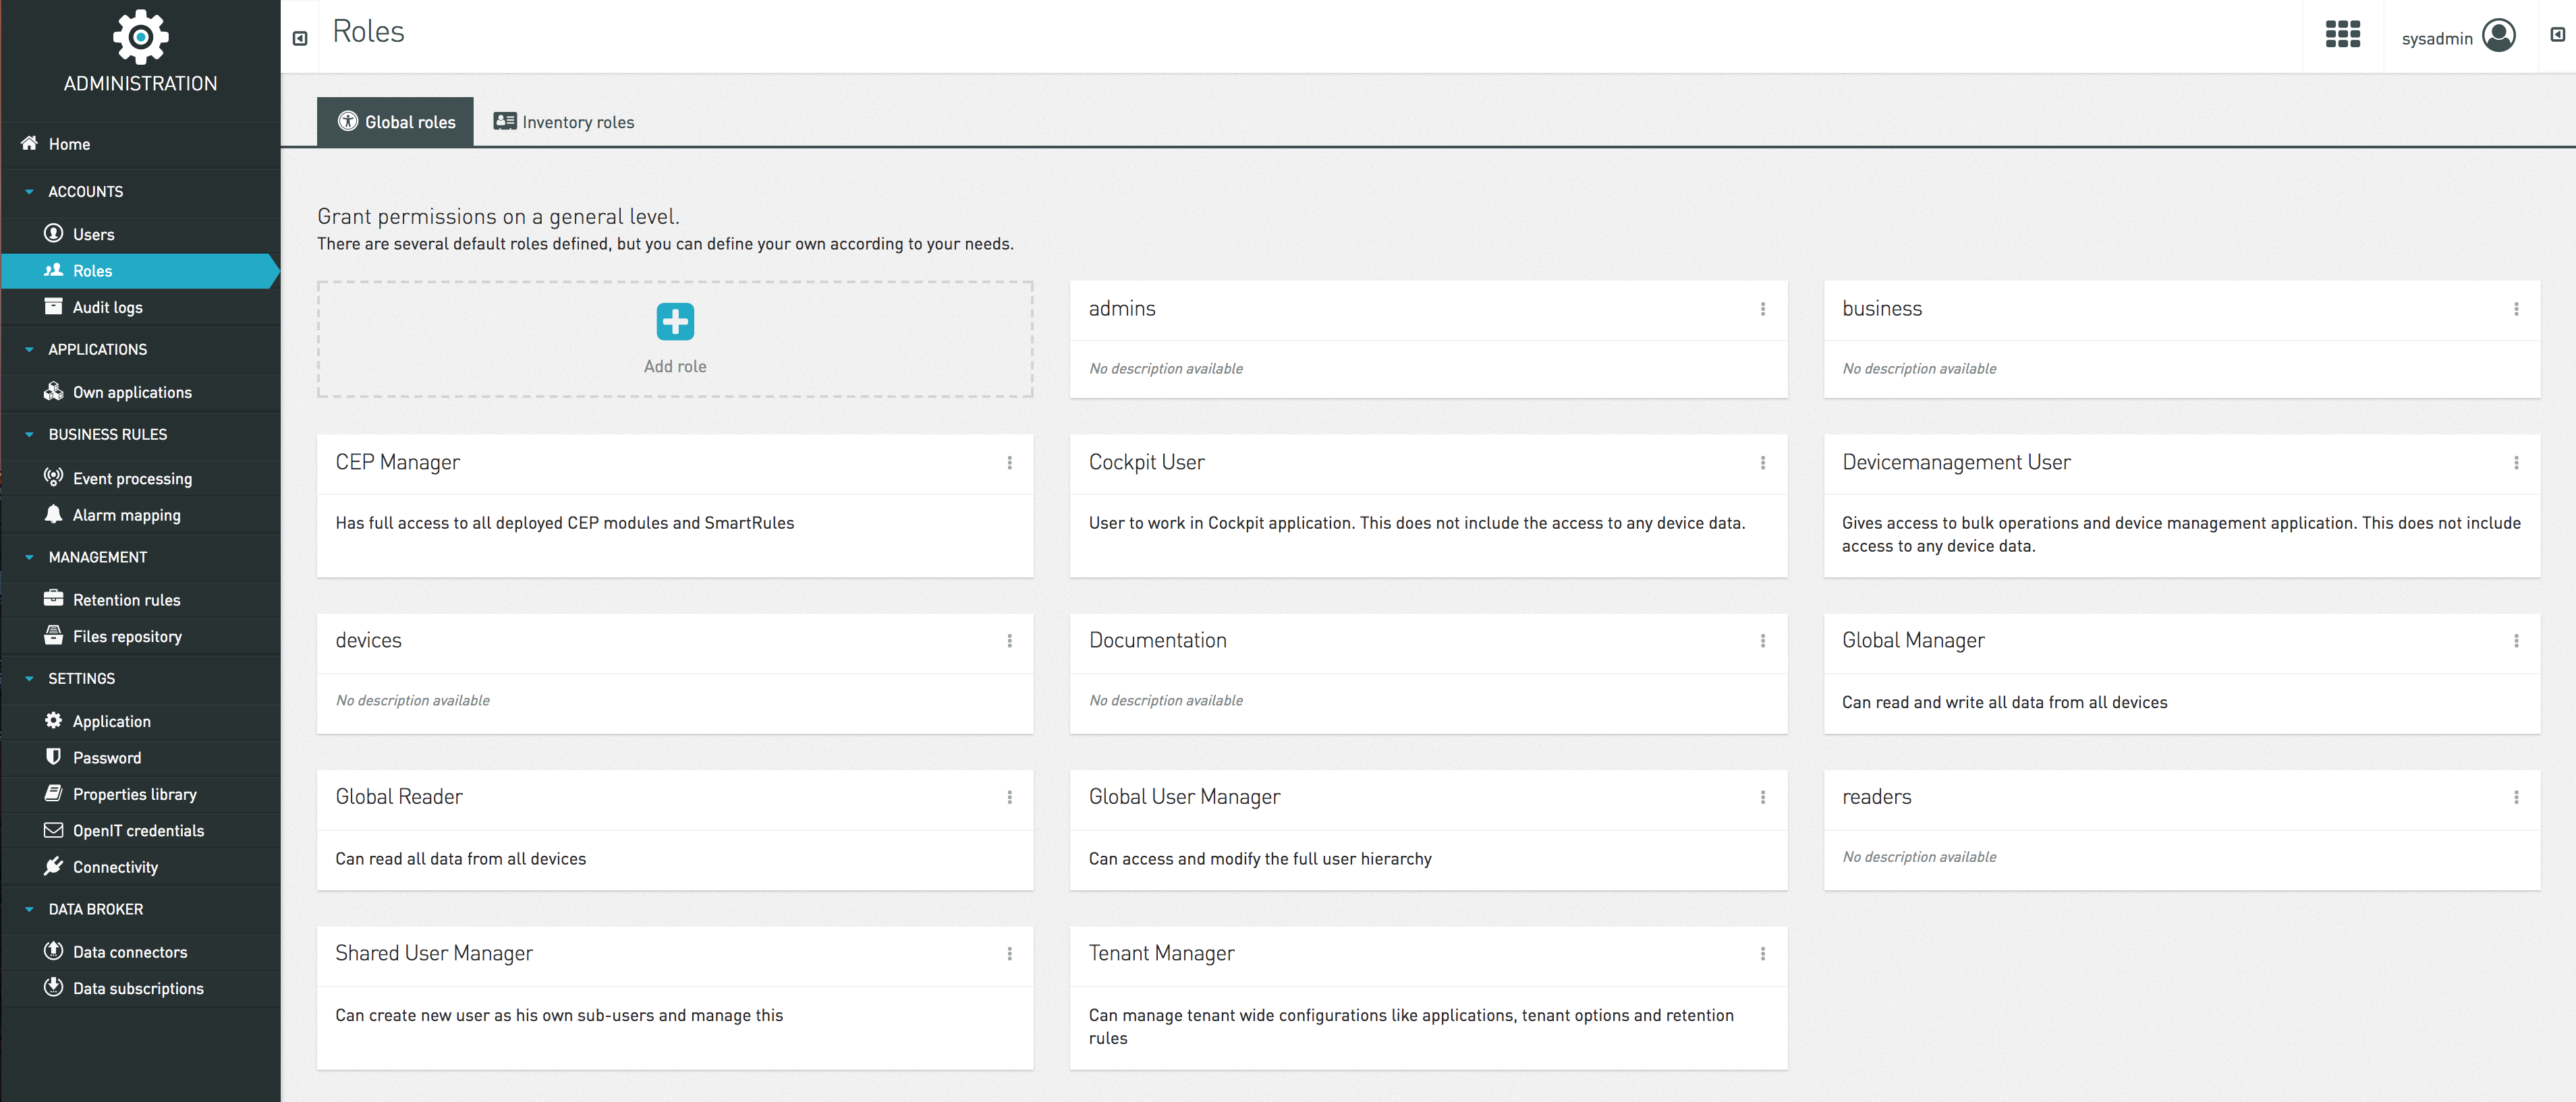 ADMINISTRATION
Home
ACCOUNTS
Users
Roles
Audit logs
APPLICATIONS
Own applications
BUSINESS RULES
Event processing
Alarm mapping
MANAGEMENT
Retention rules
Files repository
SETTINGS
Application
Password
Properties library
OpenIT credentials
Connectivity
DATA BROKER
Data connectors
Data subscriptions
Roles
sysadmin
Global roles
Inventory roles
Grant permissions on a general level.
There are several default roles defined, but you can define your own according to your needs.
Add role
admins
No description available
business
No description available
CEP Manager
Has full access to all deployed CEP modules and SmartRules
Cockpit User
User to work in Cockpit application. This does not include the access to any device data.
Devicemanagement User
Gives access to bulk operations and device management application. This does not include
access to any device data.
devices
No description available
Documentation
No description available
Global Manager
Can read and write all data from all devices
Global Reader
Can read all data from all devices
Global User Manager
Can access and modify the full user hierarchy
readers
No description available
Shared User Manager
Can create new user as his own sub-users and manage this
Tenant Manager
Can manage tenant wide configurations like applications, tenant options and retention
rules